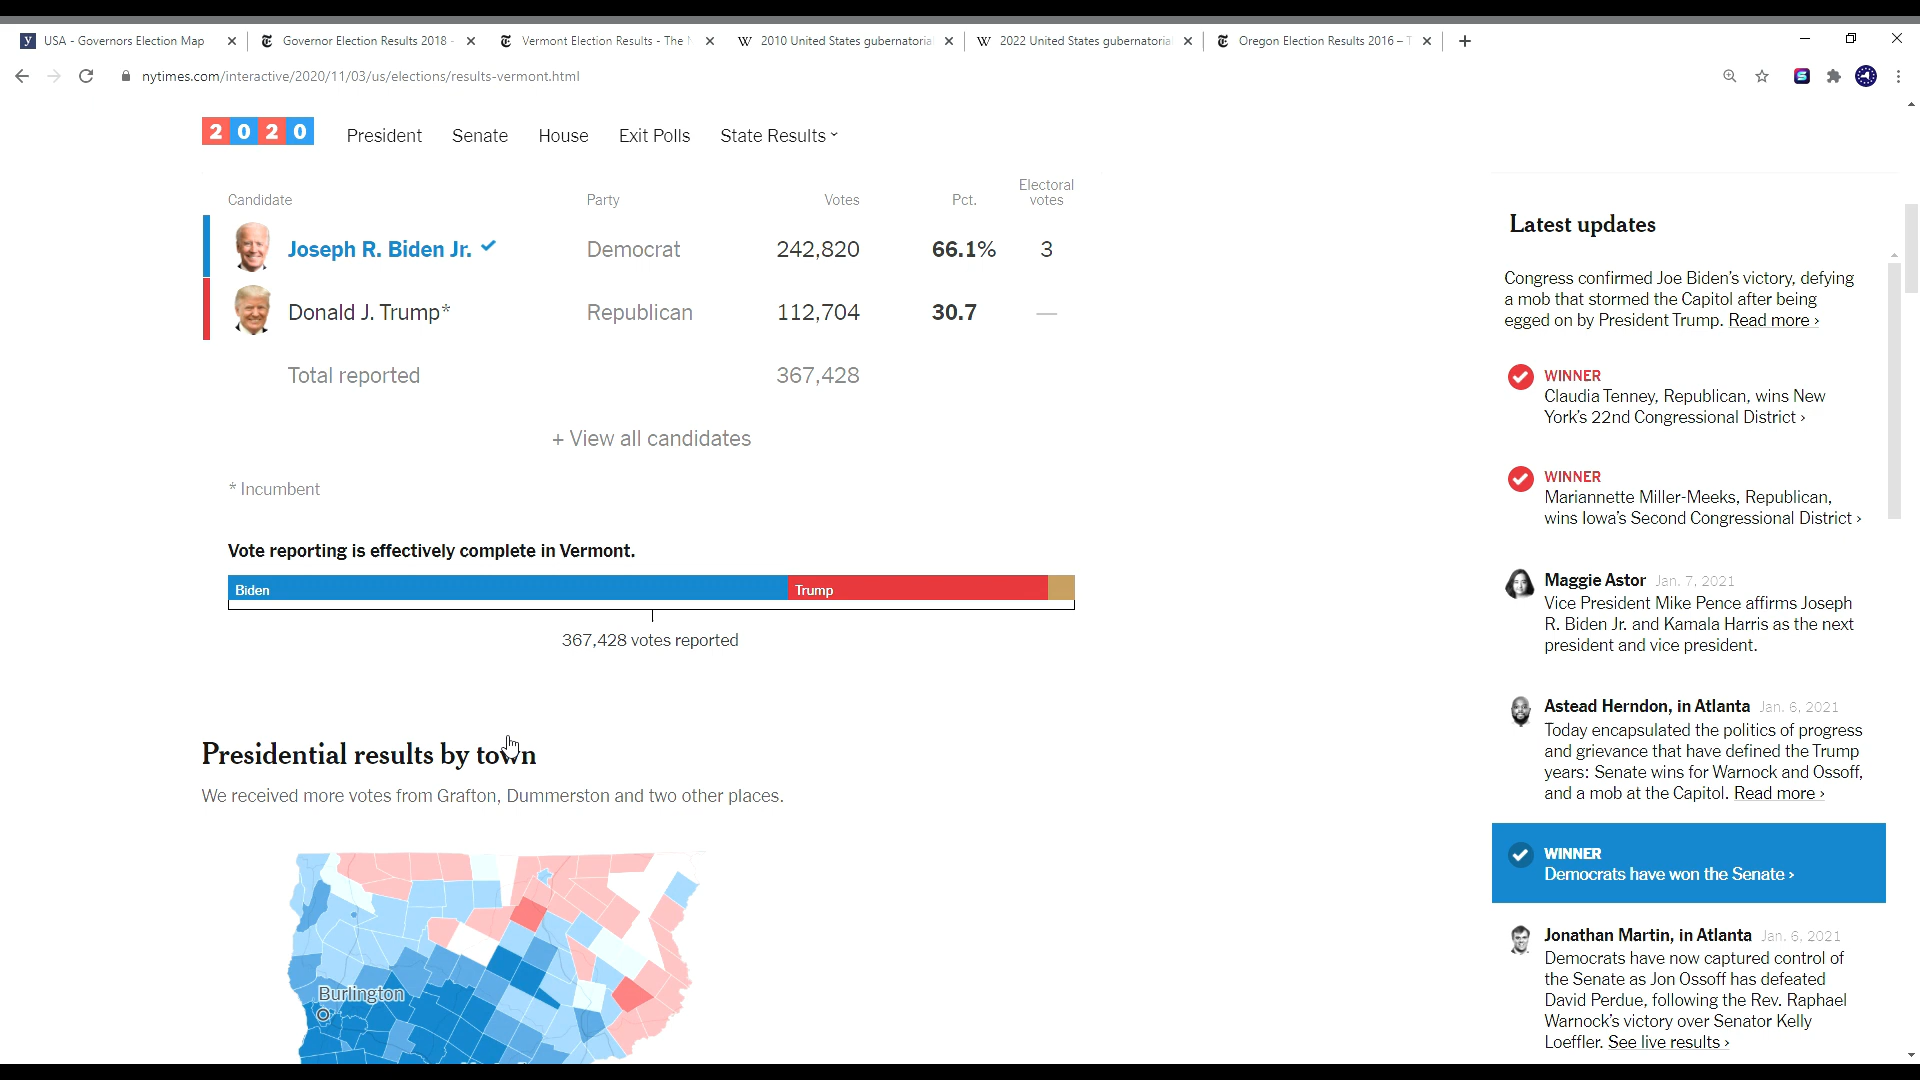 USA - Governors Election Map
Governor Election Results 2018 -
Vermont Election Results - The N
2010 United States gubernatorial
2022 United States gubernatorial
Oregon Election Results 2016 – T
nytimes.com/interactive/2020/11/03/us/elections/results-vermont.html
2020
President Senate House Exit Polls State Results
Candidate Party Votes Pct. Electoral votes
Joseph R. Biden Jr. Democrat 242,820 66.1% 3
Donald J. Trump* Republican 112,704 30.7 —
Total reported 367,428
+ View all candidates
* Incumbent
Vote reporting is effectively complete in Vermont.
Biden Trump
367,428 votes reported
Presidential results by town
We received more votes from Grafton, Dummerston and two other places.
Burlington
Latest updates
Congress confirmed Joe Biden's victory, defying
a mob that stormed the Capitol after being
egged on by President Trump. Read more ›
WINNER
Claudia Tenney, Republican, wins New
York's 22nd Congressional District ›
WINNER
Mariannette Miller-Meeks, Republican,
wins Iowa's Second Congressional District ›
Maggie Astor Jan. 7, 2021
Vice President Mike Pence affirms Joseph
R. Biden Jr. and Kamala Harris as the next
president and vice president.
Astead Herndon, in Atlanta Jan. 6, 2021
Today encapsulated the politics of progress
and grievance that have defined the Trump
years: Senate wins for Warnock and Ossoff,
and a mob at the Capitol. Read more ›
WINNER
Democrats have won the Senate ›
Jonathan Martin, in Atlanta Jan. 6, 2021
Democrats have now captured control of
the Senate as Jon Ossoff has defeated
David Perdue, following the Rev. Raphael
Warnock's victory over Senator Kelly
Loeffler. See live results ›